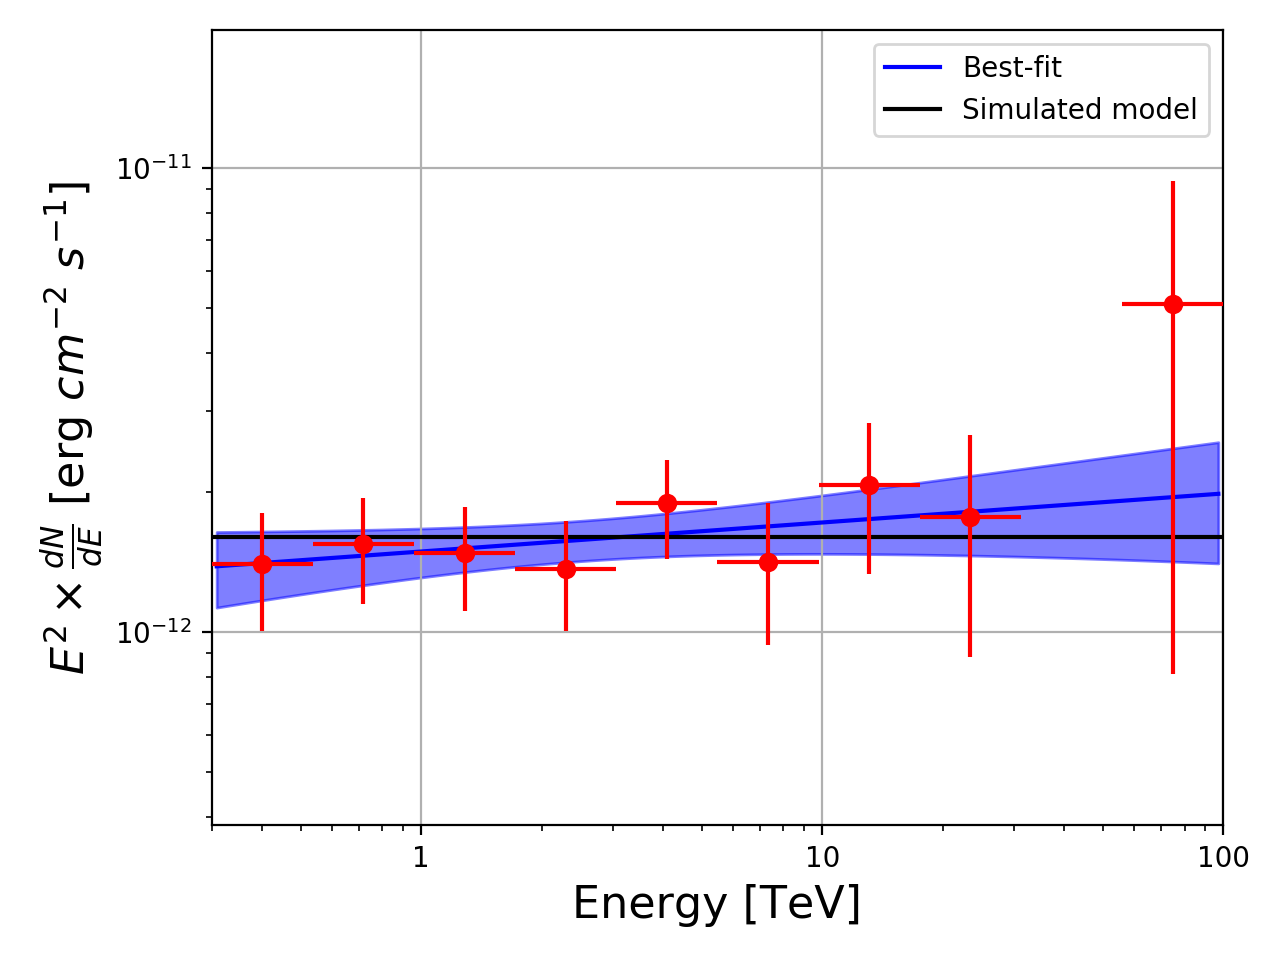 Best-fit
Simulated model
10⁻¹¹
10⁻¹²
E² × dN/dE [erg cm⁻² s⁻¹]
1 10 100
Energy [TeV]